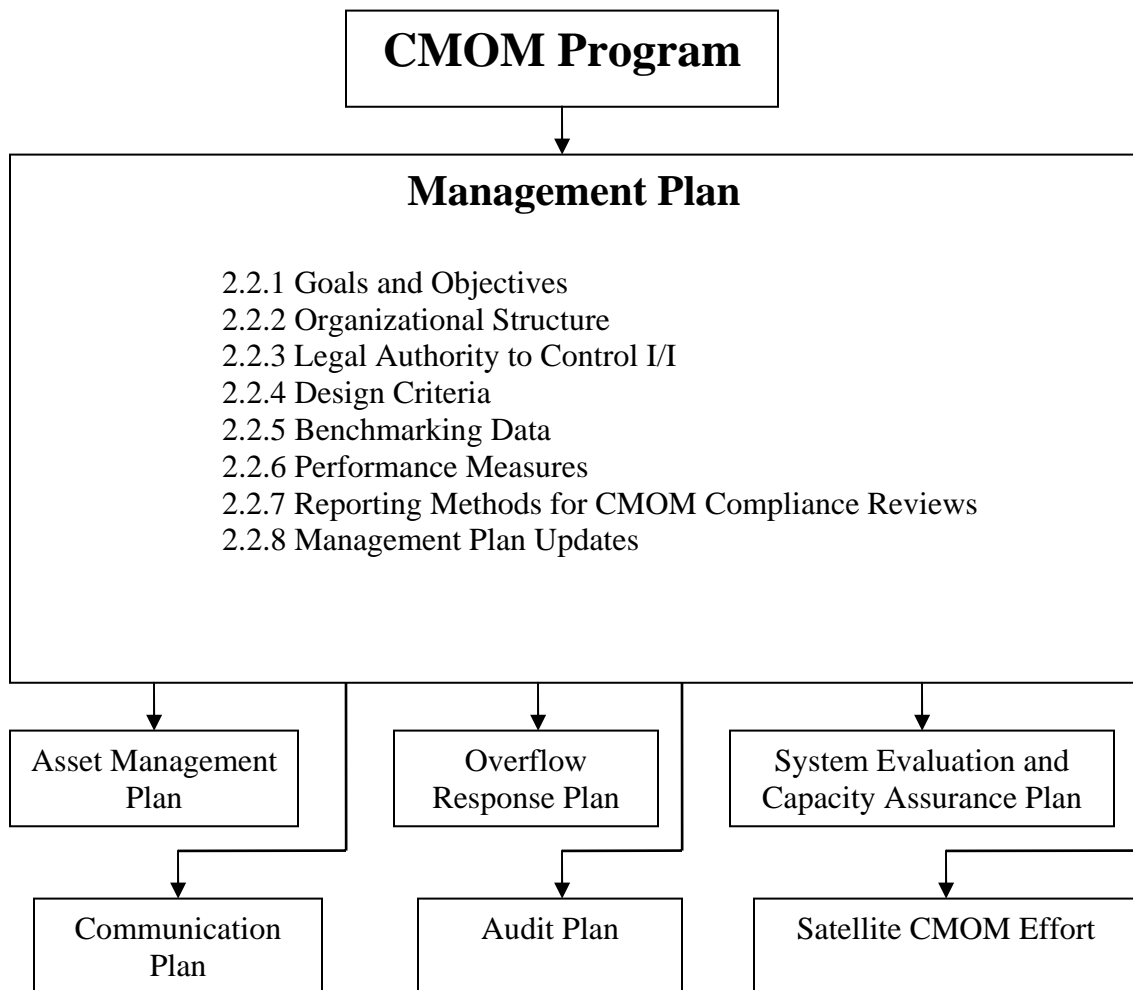 CMOM Program
Management Plan
2.2.1 Goals and Objectives
2.2.2 Organizational Structure
2.2.3 Legal Authority to Control I/I
2.2.4 Design Criteria
2.2.5 Benchmarking Data
2.2.6 Performance Measures
2.2.7 Reporting Methods for CMOM Compliance Reviews
2.2.8 Management Plan Updates
Asset Management
Plan
Overflow
Response Plan
System Evaluation and
Capacity Assurance Plan
Communication
Plan
Audit Plan
Satellite CMOM Effort